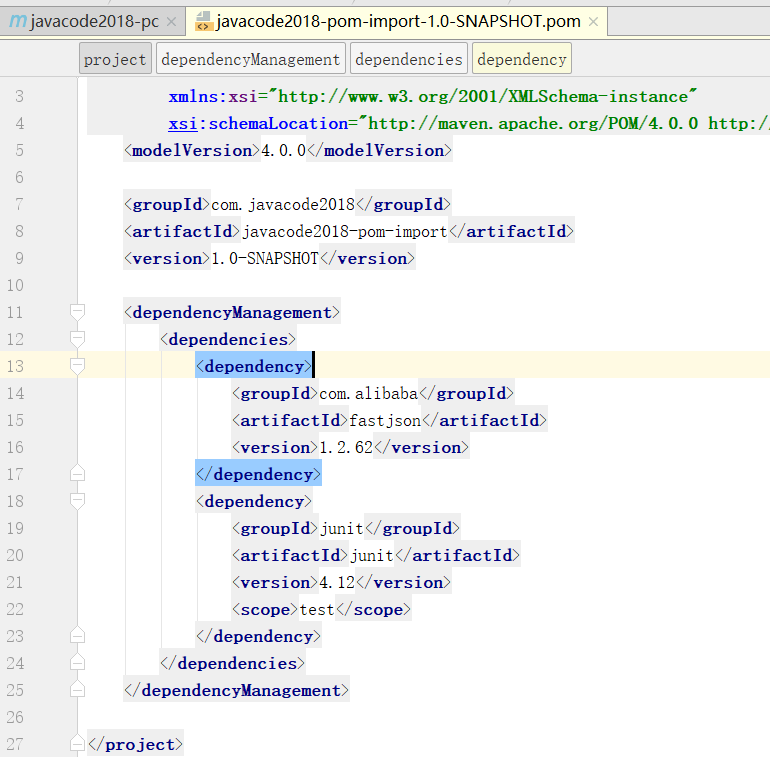 javacode2018-pc
javacode2018-pom-import-1.0-SNAPSHOT.pom
project dependencyManagement dependencies dependency
3 xmlns:xsi="http://www.w3.org/2001/XMLSchema-instance"
4 xsi:schemaLocation="http://maven.apache.org/POM/4.0.0 http:/
5 <modelVersion>4.0.0</modelVersion>
6
7 <groupId>com.javacode2018</groupId>
8 <artifactId>javacode2018-pom-import</artifactId>
9 <version>1.0-SNAPSHOT</version>
10
11 <dependencyManagement>
12 <dependencies>
13 <dependency>
14 <groupId>com.alibaba</groupId>
15 <artifactId>fastjson</artifactId>
16 <version>1.2.62</version>
17 </dependency>
18 <dependency>
19 <groupId>junit</groupId>
20 <artifactId>junit</artifactId>
21 <version>4.12</version>
22 <scope>test</scope>
23 </dependency>
24 </dependencies>
25 </dependencyManagement>
26
27 </project>